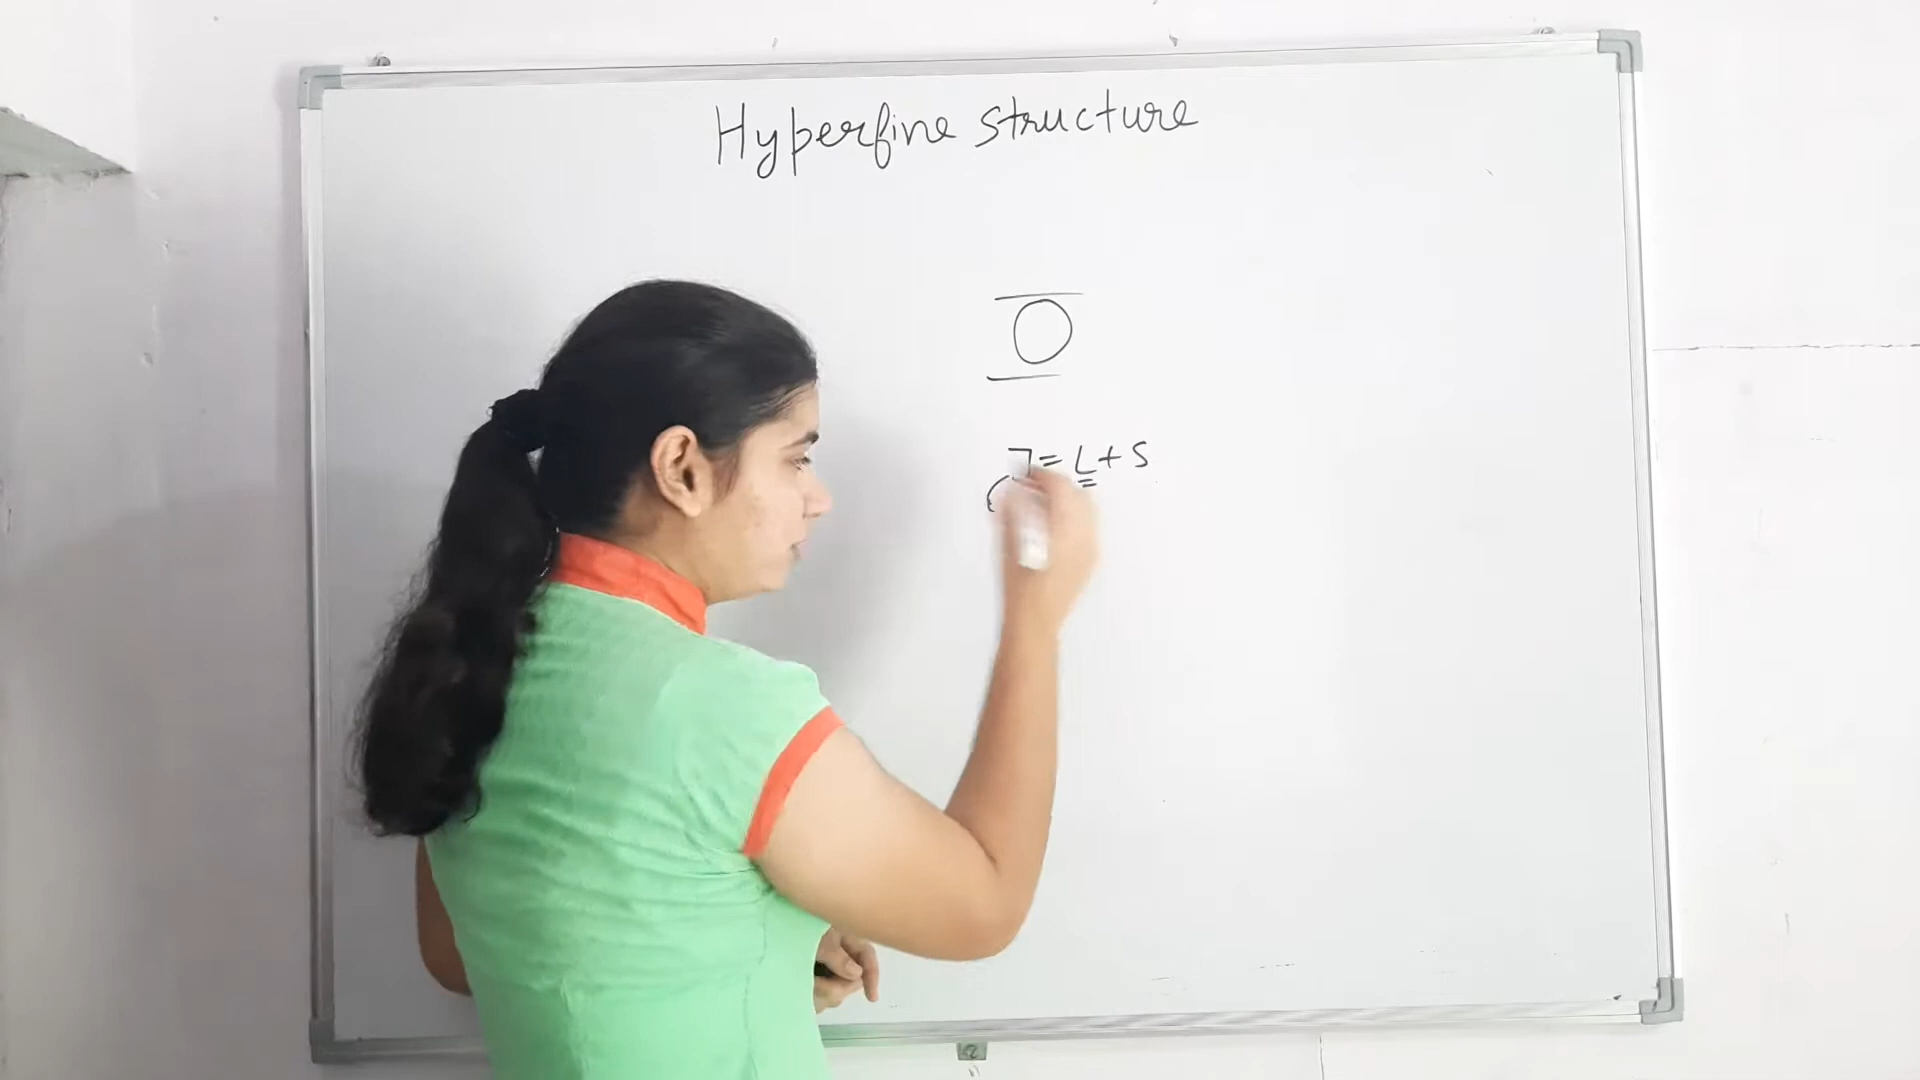 Hyperfine structure
J = L + S